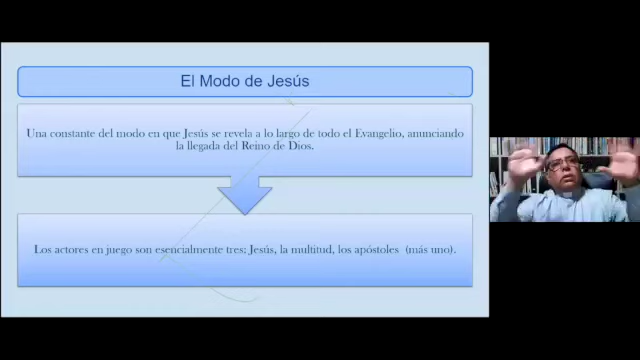 El Modo de Jesús
Una constante del modo en que Jesús se revela a lo largo de todo el Evangelio, anunciando
la llegada del Reino de Dios.
Los actores en juego son esencialmente tres: Jesús, la multitud, los apóstoles (más uno).